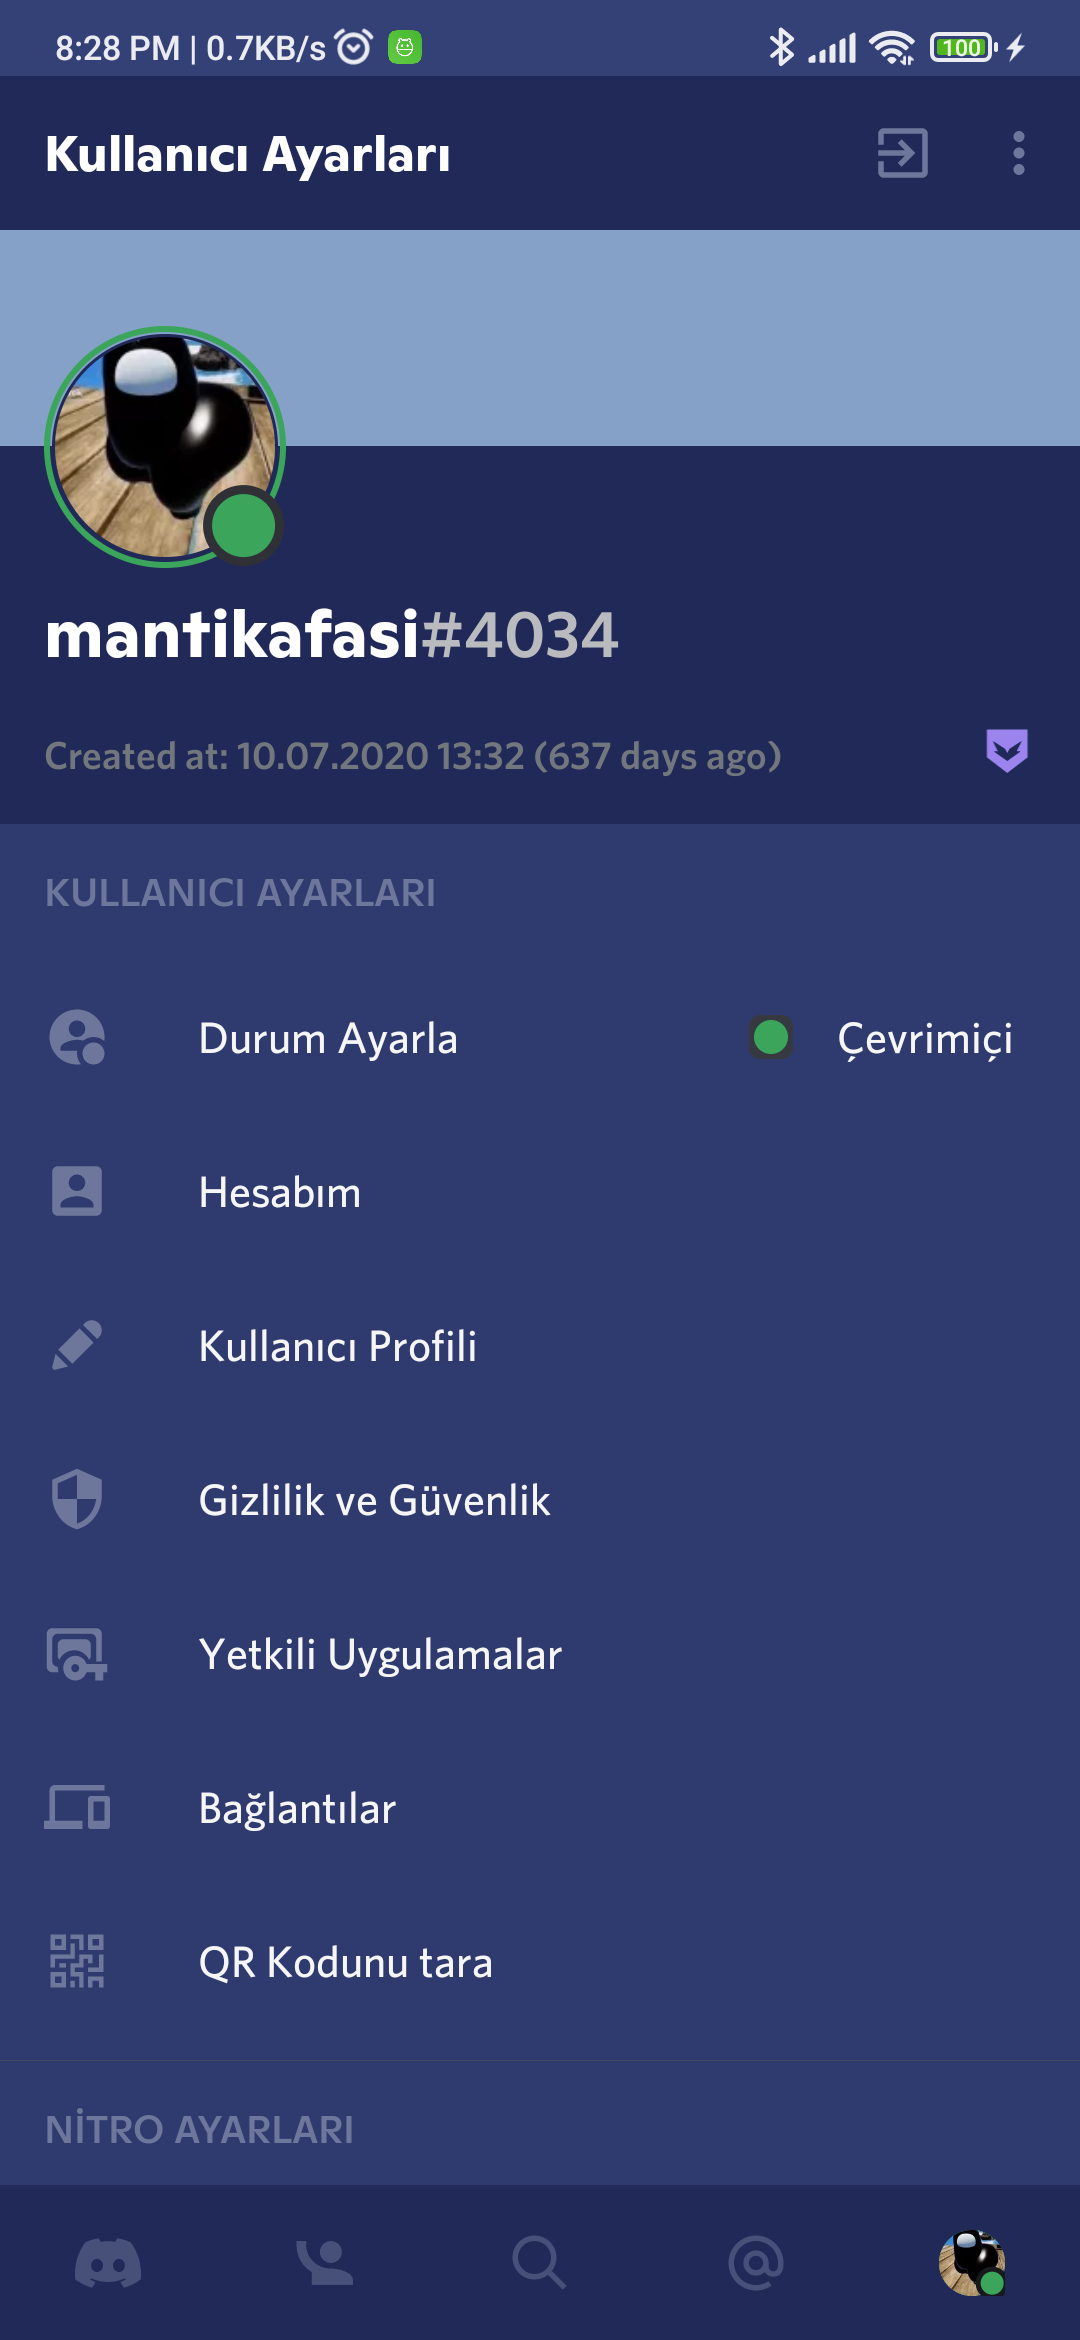 8:28 PM | 0.7KB/s 100
Kullanıcı Ayarları
mantikafasi#4034
Created at: 10.07.2020 13:32 (637 days ago)
KULLANICI AYARLARI
Durum Ayarla Çevrimiçi
Hesabım
Kullanıcı Profili
Gizlilik ve Güvenlik
Yetkili Uygulamalar
Bağlantılar
QR Kodunu tara
NİTRO AYARLARI